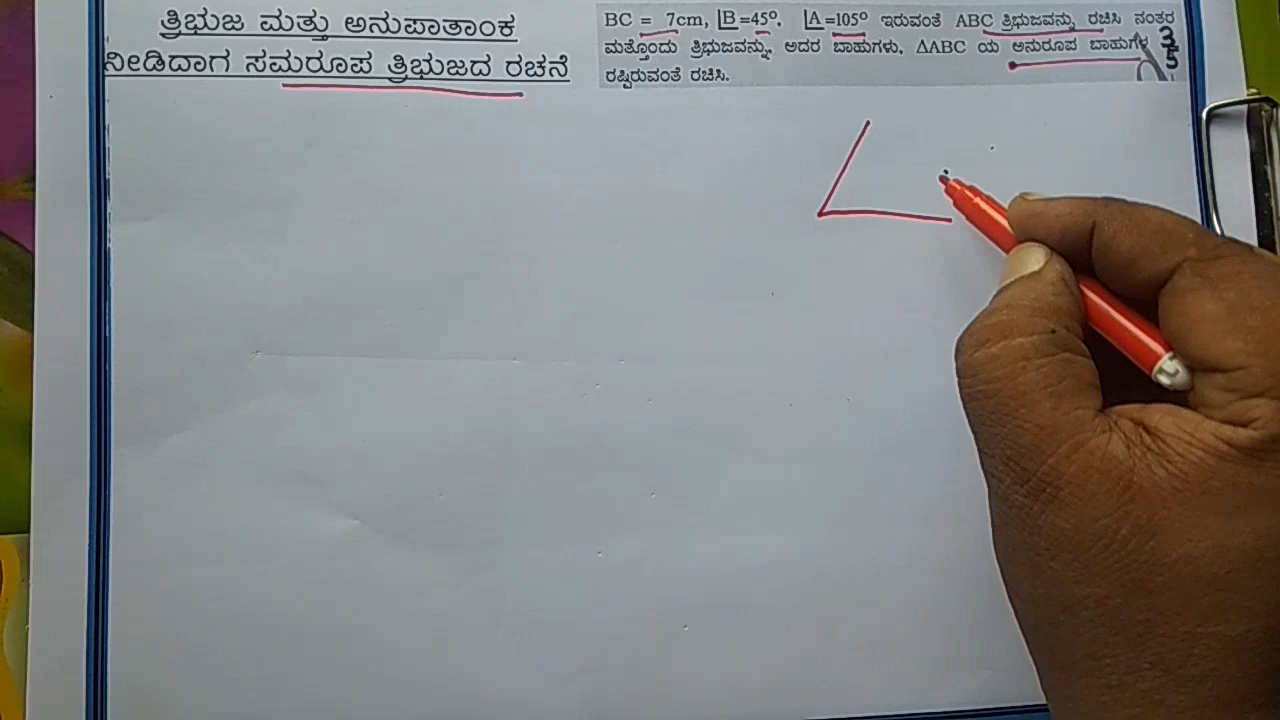 ತ್ರಿಭುಜ ಮತ್ತು ಅನುಪಾತಾಂಕ
ನೀಡಿದಾಗ ಸಮರೂಪ ತ್ರಿಭುಜದ ರಚನೆ
BC = 7cm, ∟B=45°, ∟A=105° ಇರುವಂತೆ ABC ತ್ರಿಭುಜವನ್ನು ರಚಿಸಿ ನಂತರ
ಮತ್ತೊಂದು ತ್ರಿಭುಜವನ್ನು, ಅದರ ಬಾಹುಗಳು, ΔABC ಯ ಅನುರೂಪ ಬಾಹುಗಳ
ರಷ್ಟಿರುವಂತೆ ರಚಿಸಿ.